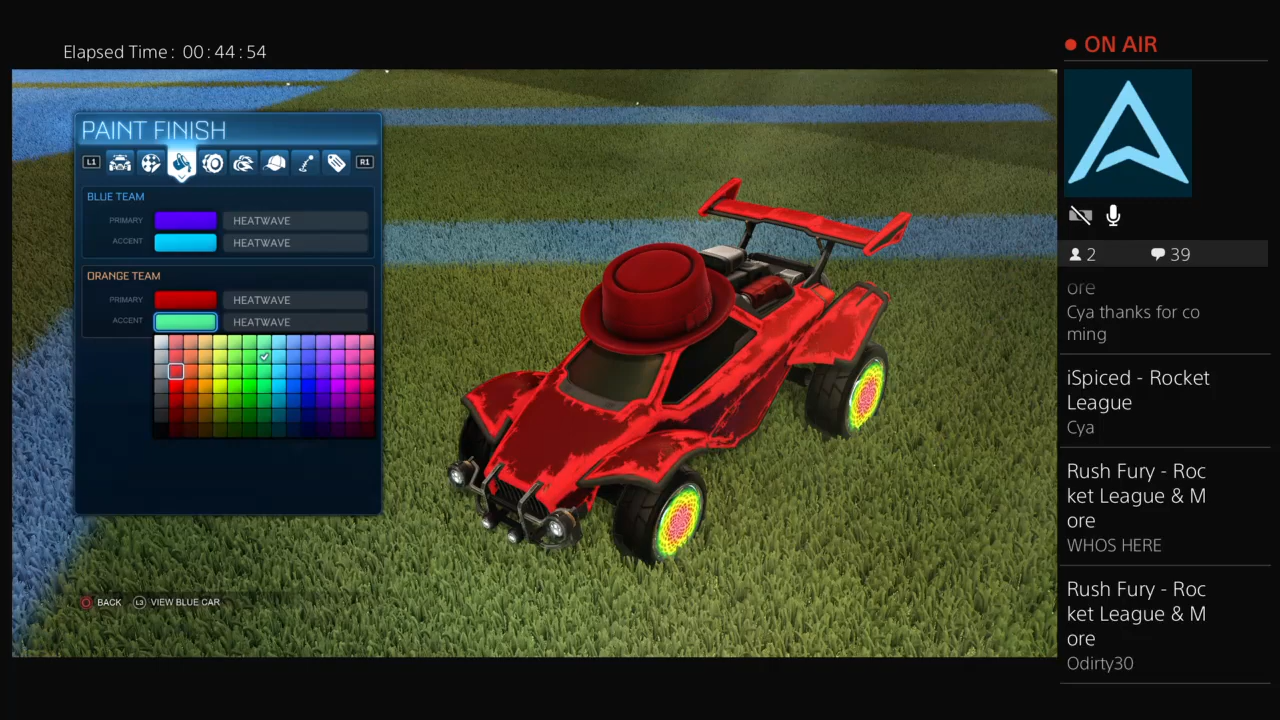 Elapsed Time: 00:44:54
ON AIR
PAINT FINISH
L1
R1
BLUE TEAM
PRIMARY
HEATWAVE
ACCENT
HEATWAVE
ORANGE TEAM
PRIMARY
HEATWAVE
ACCENT
HEATWAVE
BACK
L3
VIEW BLUE CAR
2
39
ore
Cya thanks for co
ming
iSpiced - Rocket
League
Cya
Rush Fury - Roc
ket League & M
ore
WHOS HERE
Rush Fury - Roc
ket League & M
ore
Odirty30